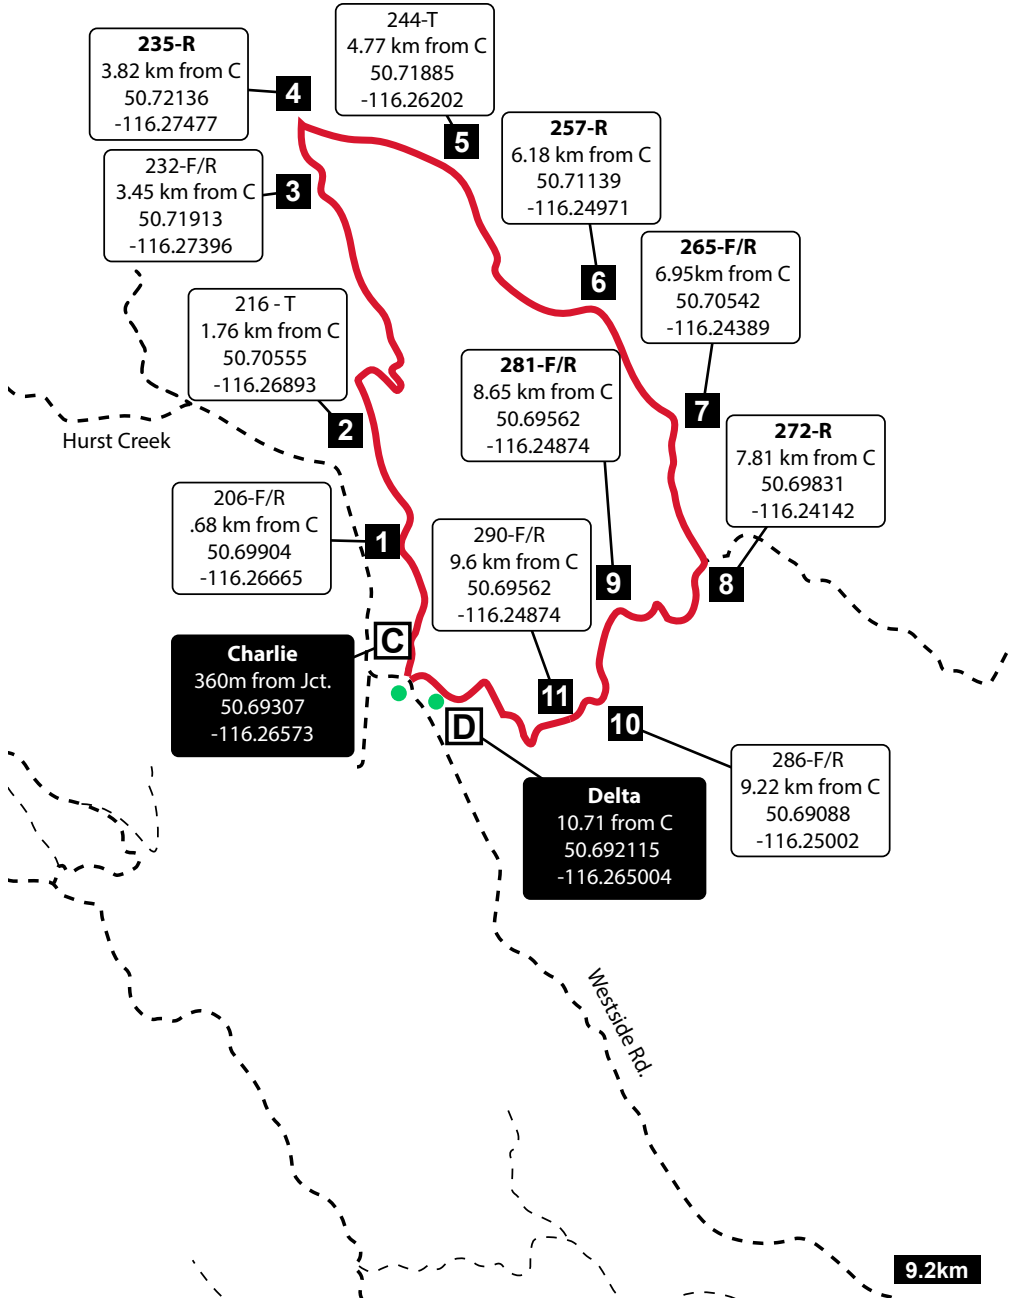 244-T
4.77 km from C
50.71885
-116.26202
235-R
3.82 km from C
50.72136
-116.27477
4
5
257-R
6.18 km from C
50.71139
-116.24971
232-F/R
3.45 km from C
50.71913
-116.27396
3
6
265-F/R
6.95km from C
50.70542
-116.24389
216 - T
1.76 km from C
50.70555
-116.26893
2
281-F/R
8.65 km from C
50.69562
-116.24874
7
Hurst Creek
272-R
7.81 km from C
50.69831
-116.24142
206-F/R
.68 km from C
50.69904
-116.26665
1
290-F/R
9.6 km from C
50.69562
-116.24874
9
8
C
Charlie
360m from Jct.
50.69307
-116.26573
11
10
D
286-F/R
9.22 km from C
50.69088
-116.25002
Delta
10.71 from C
50.692115
-116.265004
Westside Rd.
9.2km